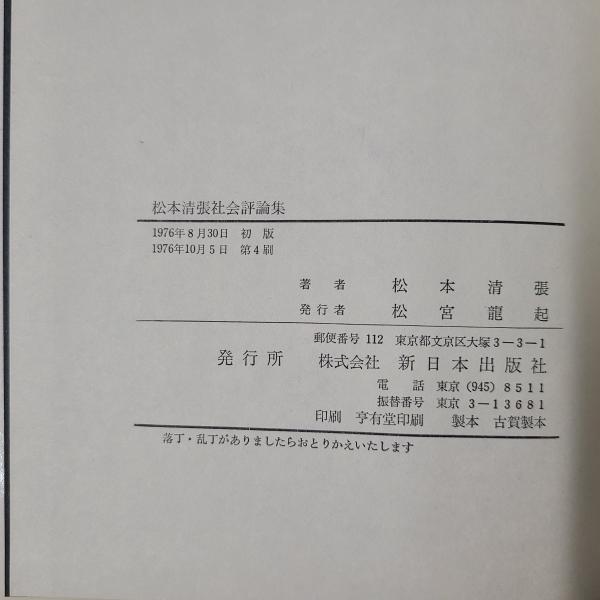 松本清張社会評論集
1976年8月30日 初版
1976年10月5日 第4刷
著者 松本清張
発行者 松宮龍起
郵便番号 112 東京都文京区大塚3―3―1
発行所 株式会社 新日本出版社
電話 東京 (945) 8511
振替番号 東京 3―13681
印刷 亨有堂印刷 製本 古賀製本
落丁・乱丁がありましたらおとりかえいたします